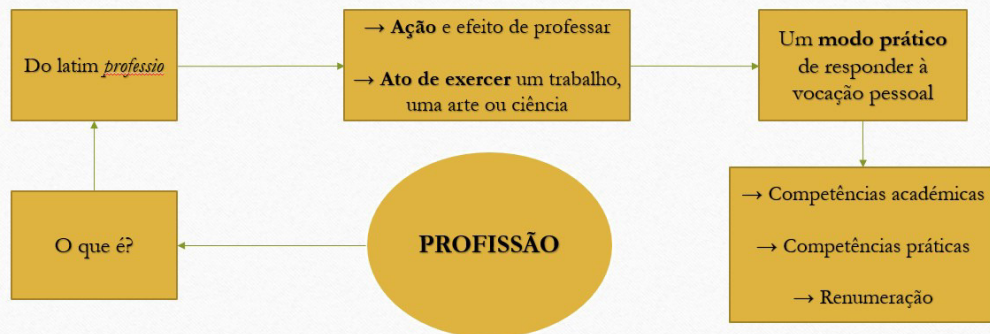 Do latim professio
→ Ação e efeito de professar
→ Ato de exercer um trabalho,
uma arte ou ciência
Um modo prático
de responder à
vocação pessoal
O que é?
PROFISSÃO
→ Competências académicas
→ Competências práticas
→ Renumeração